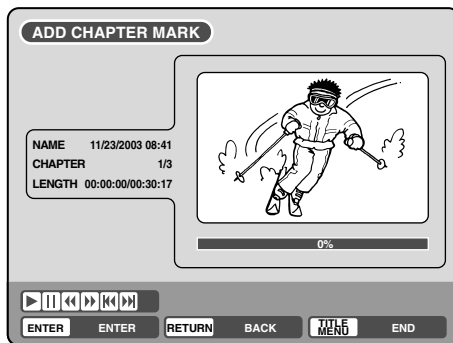 ADD CHAPTER MARK
NAME 11/23/2003 08:41
CHAPTER 1/3
LENGTH 00:00:00/00:30:17
0%
ENTER ENTER RETURN BACK TITLE MENU END